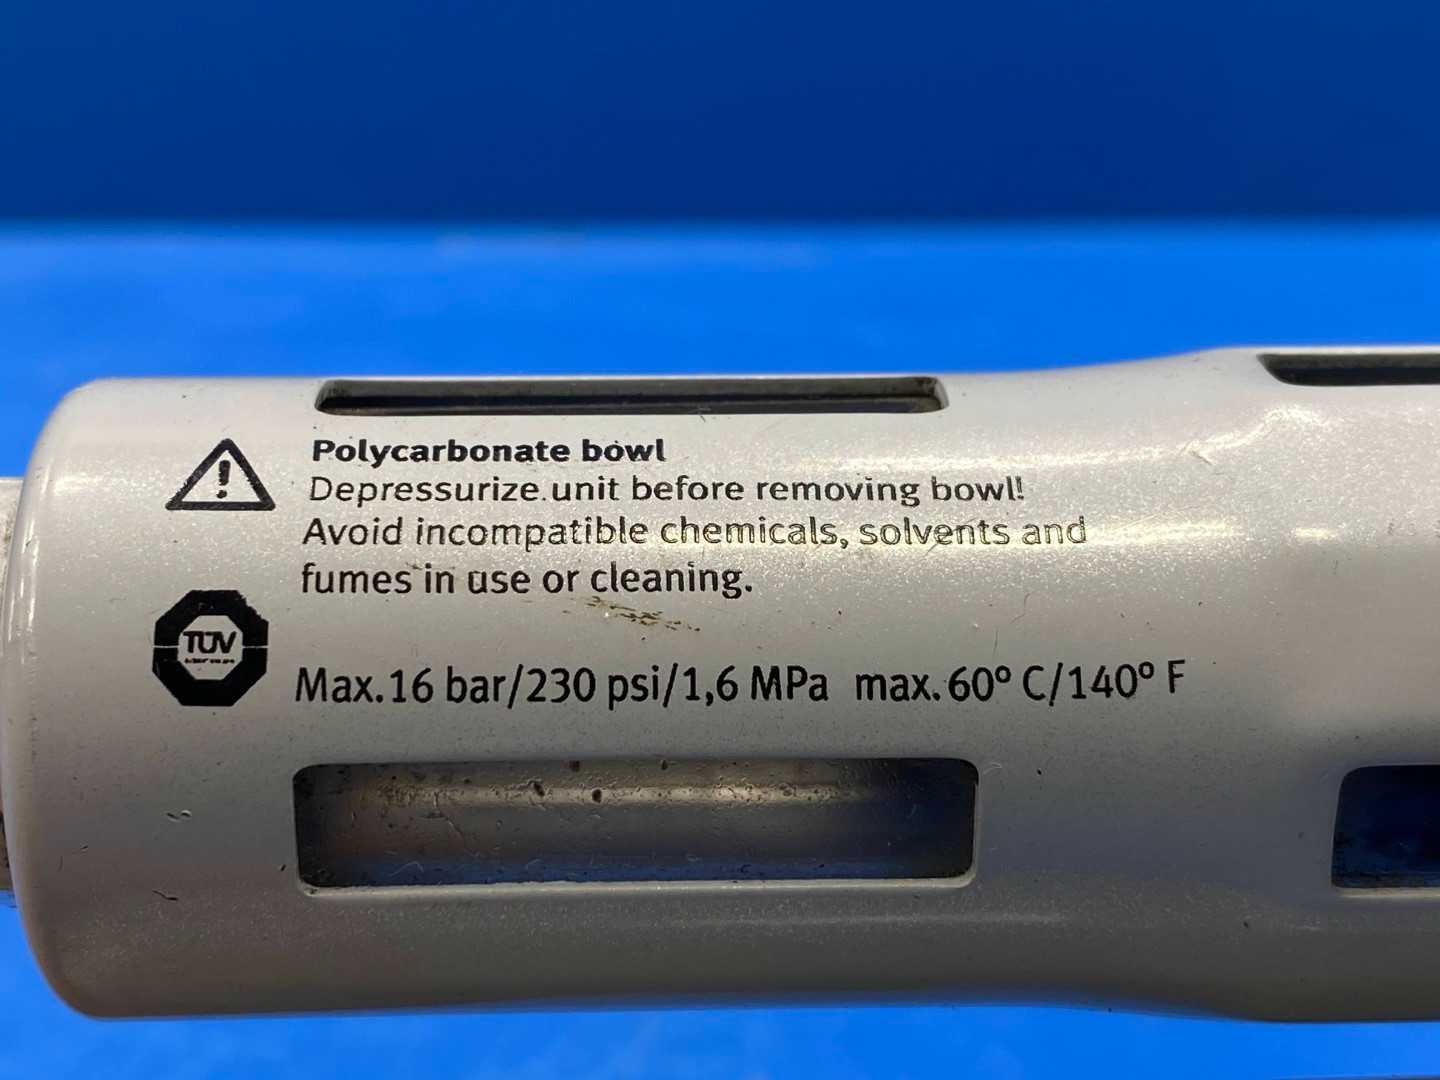 Polycarbonate bowl
Depressurize unit before removing bowl!
Avoid incompatible chemicals, solvents and
fumes in use or cleaning.
TÜV
Max. 16 bar/230 psi/1,6 MPa max. 60° C/140° F